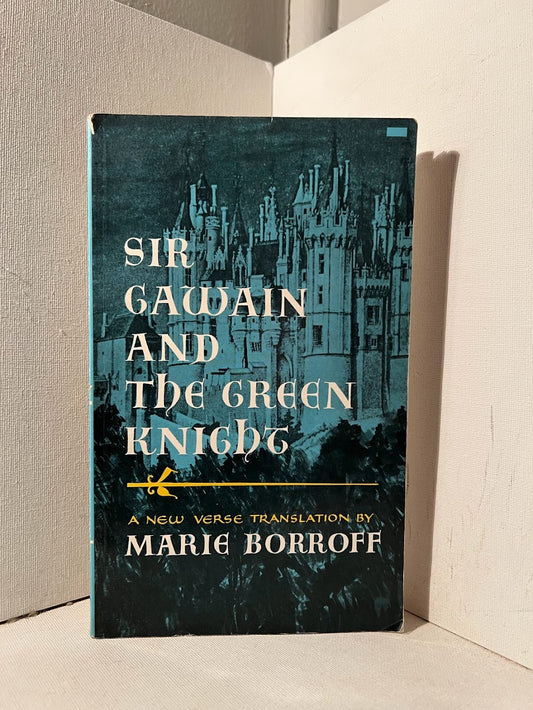 SIR
GAWAIN
AND
The GREEN
KNIGhT
A NEW VERSE TRANSLATION BY
MARIE BORROFF